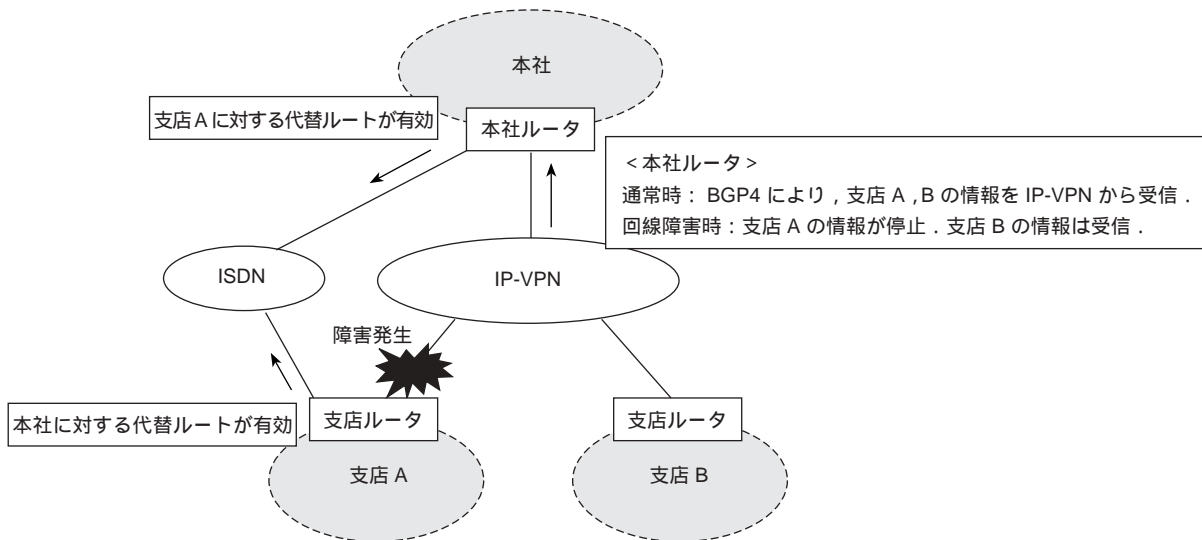 本社
支店Aに対する代替ルートが有効
本社ルータ
<本社ルータ>
通常時：BGP4により，支店A，Bの情報をIP-VPNから受信．
回線障害時：支店Aの情報が停止．支店Bの情報は受信．
ISDN
IP-VPN
障害発生
本社に対する代替ルートが有効
支店ルータ
支店ルータ
支店A
支店B